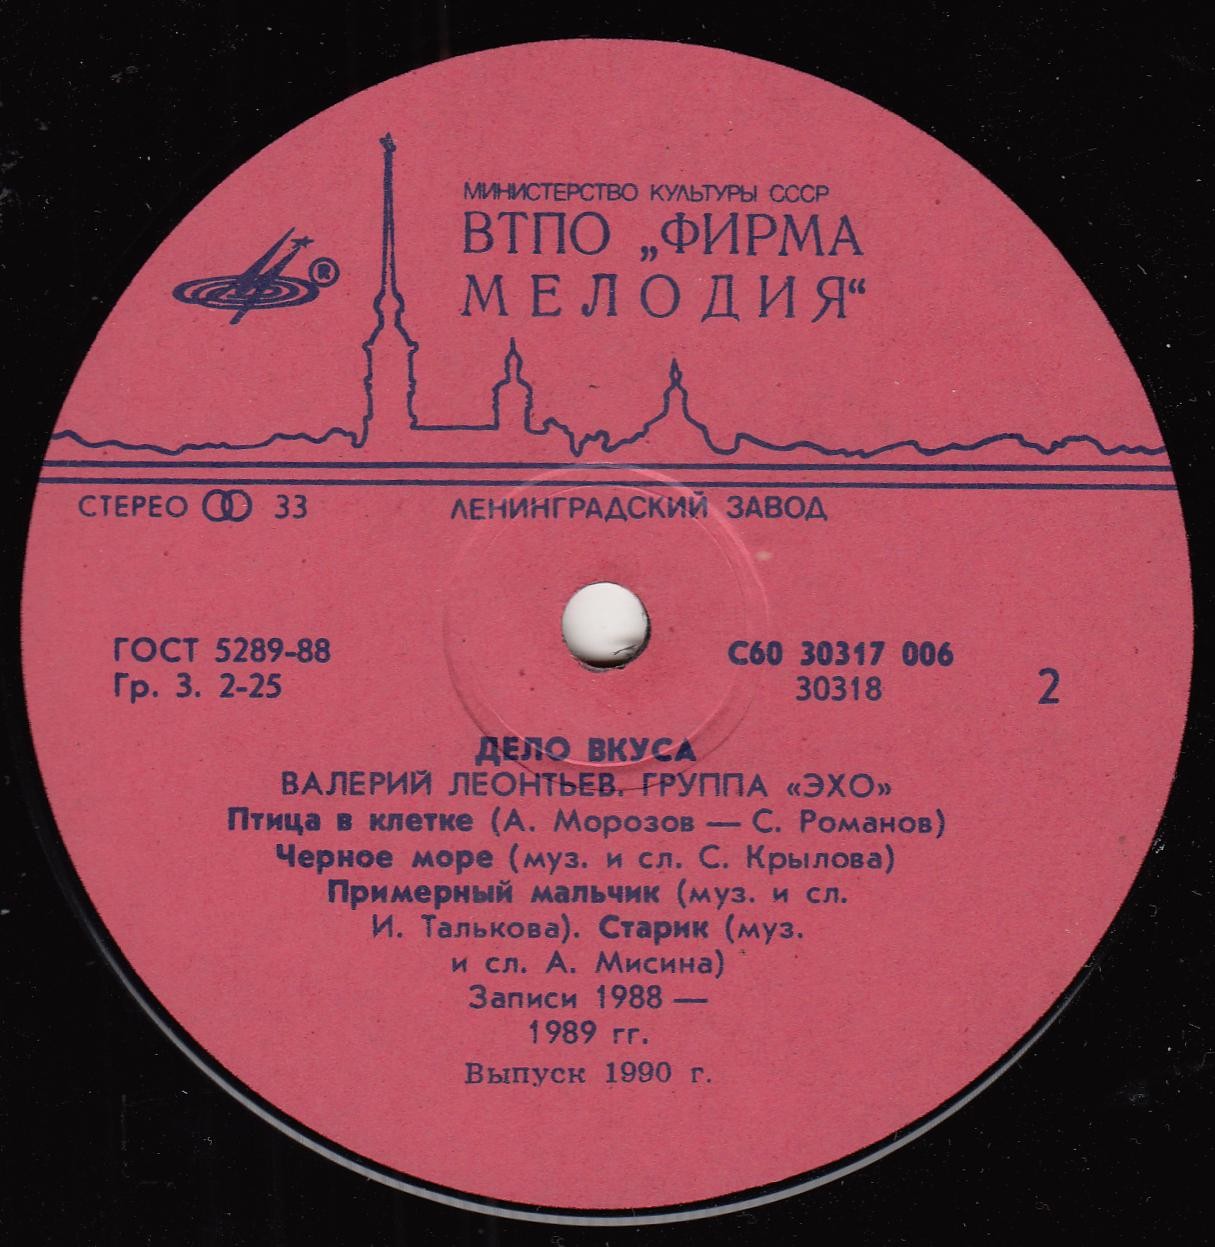 МИНИСТЕРСТВО КУЛЬТУРЫ СССР
ВТПО „ФИРМА
МЕЛОДИЯ“
®
СТЕРЕО 33
ЛЕНИНГРАДСКИЙ ЗАВОД
ГОСТ 5289-88
Гр. 3. 2-25
С60 30317 006
30318
2
ДЕЛО ВКУСА
ВАЛЕРИЙ ЛЕОНТЬЕВ. ГРУППА «ЭХО»
Птица в клетке (А. Морозов — С. Романов)
Черное море (муз. и сл. С. Крылова)
Примерный мальчик (муз. и сл.
И. Талькова). Старик (муз.
и сл. А. Мисина)
Записи 1988 —
1989 гг.
Выпуск 1990 г.